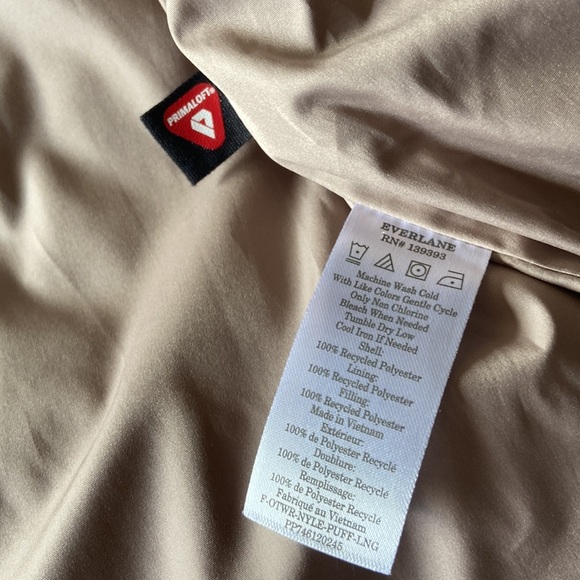 PRIMALOFT®
EVERLANE
RN# 139393
Machine Wash Cold
With Like Colors Gentle Cycle
Only Non Chlorine
Bleach When Needed
Tumble Dry Low
Cool Iron If Needed
Shell:
100% Recycled Polyester
Lining:
100% Recycled Polyester
Filling:
100% Recycled Polyester
Made in Vietnam
Extérieur:
100% de Polyester Recyclé
Doublure:
100% de Polyester Recyclé
Remplissage:
100% de Polyester Recyclé
Fabriqué au Vietnam
F-OTWR-NYLE-PUFF-LNG
PP746120245